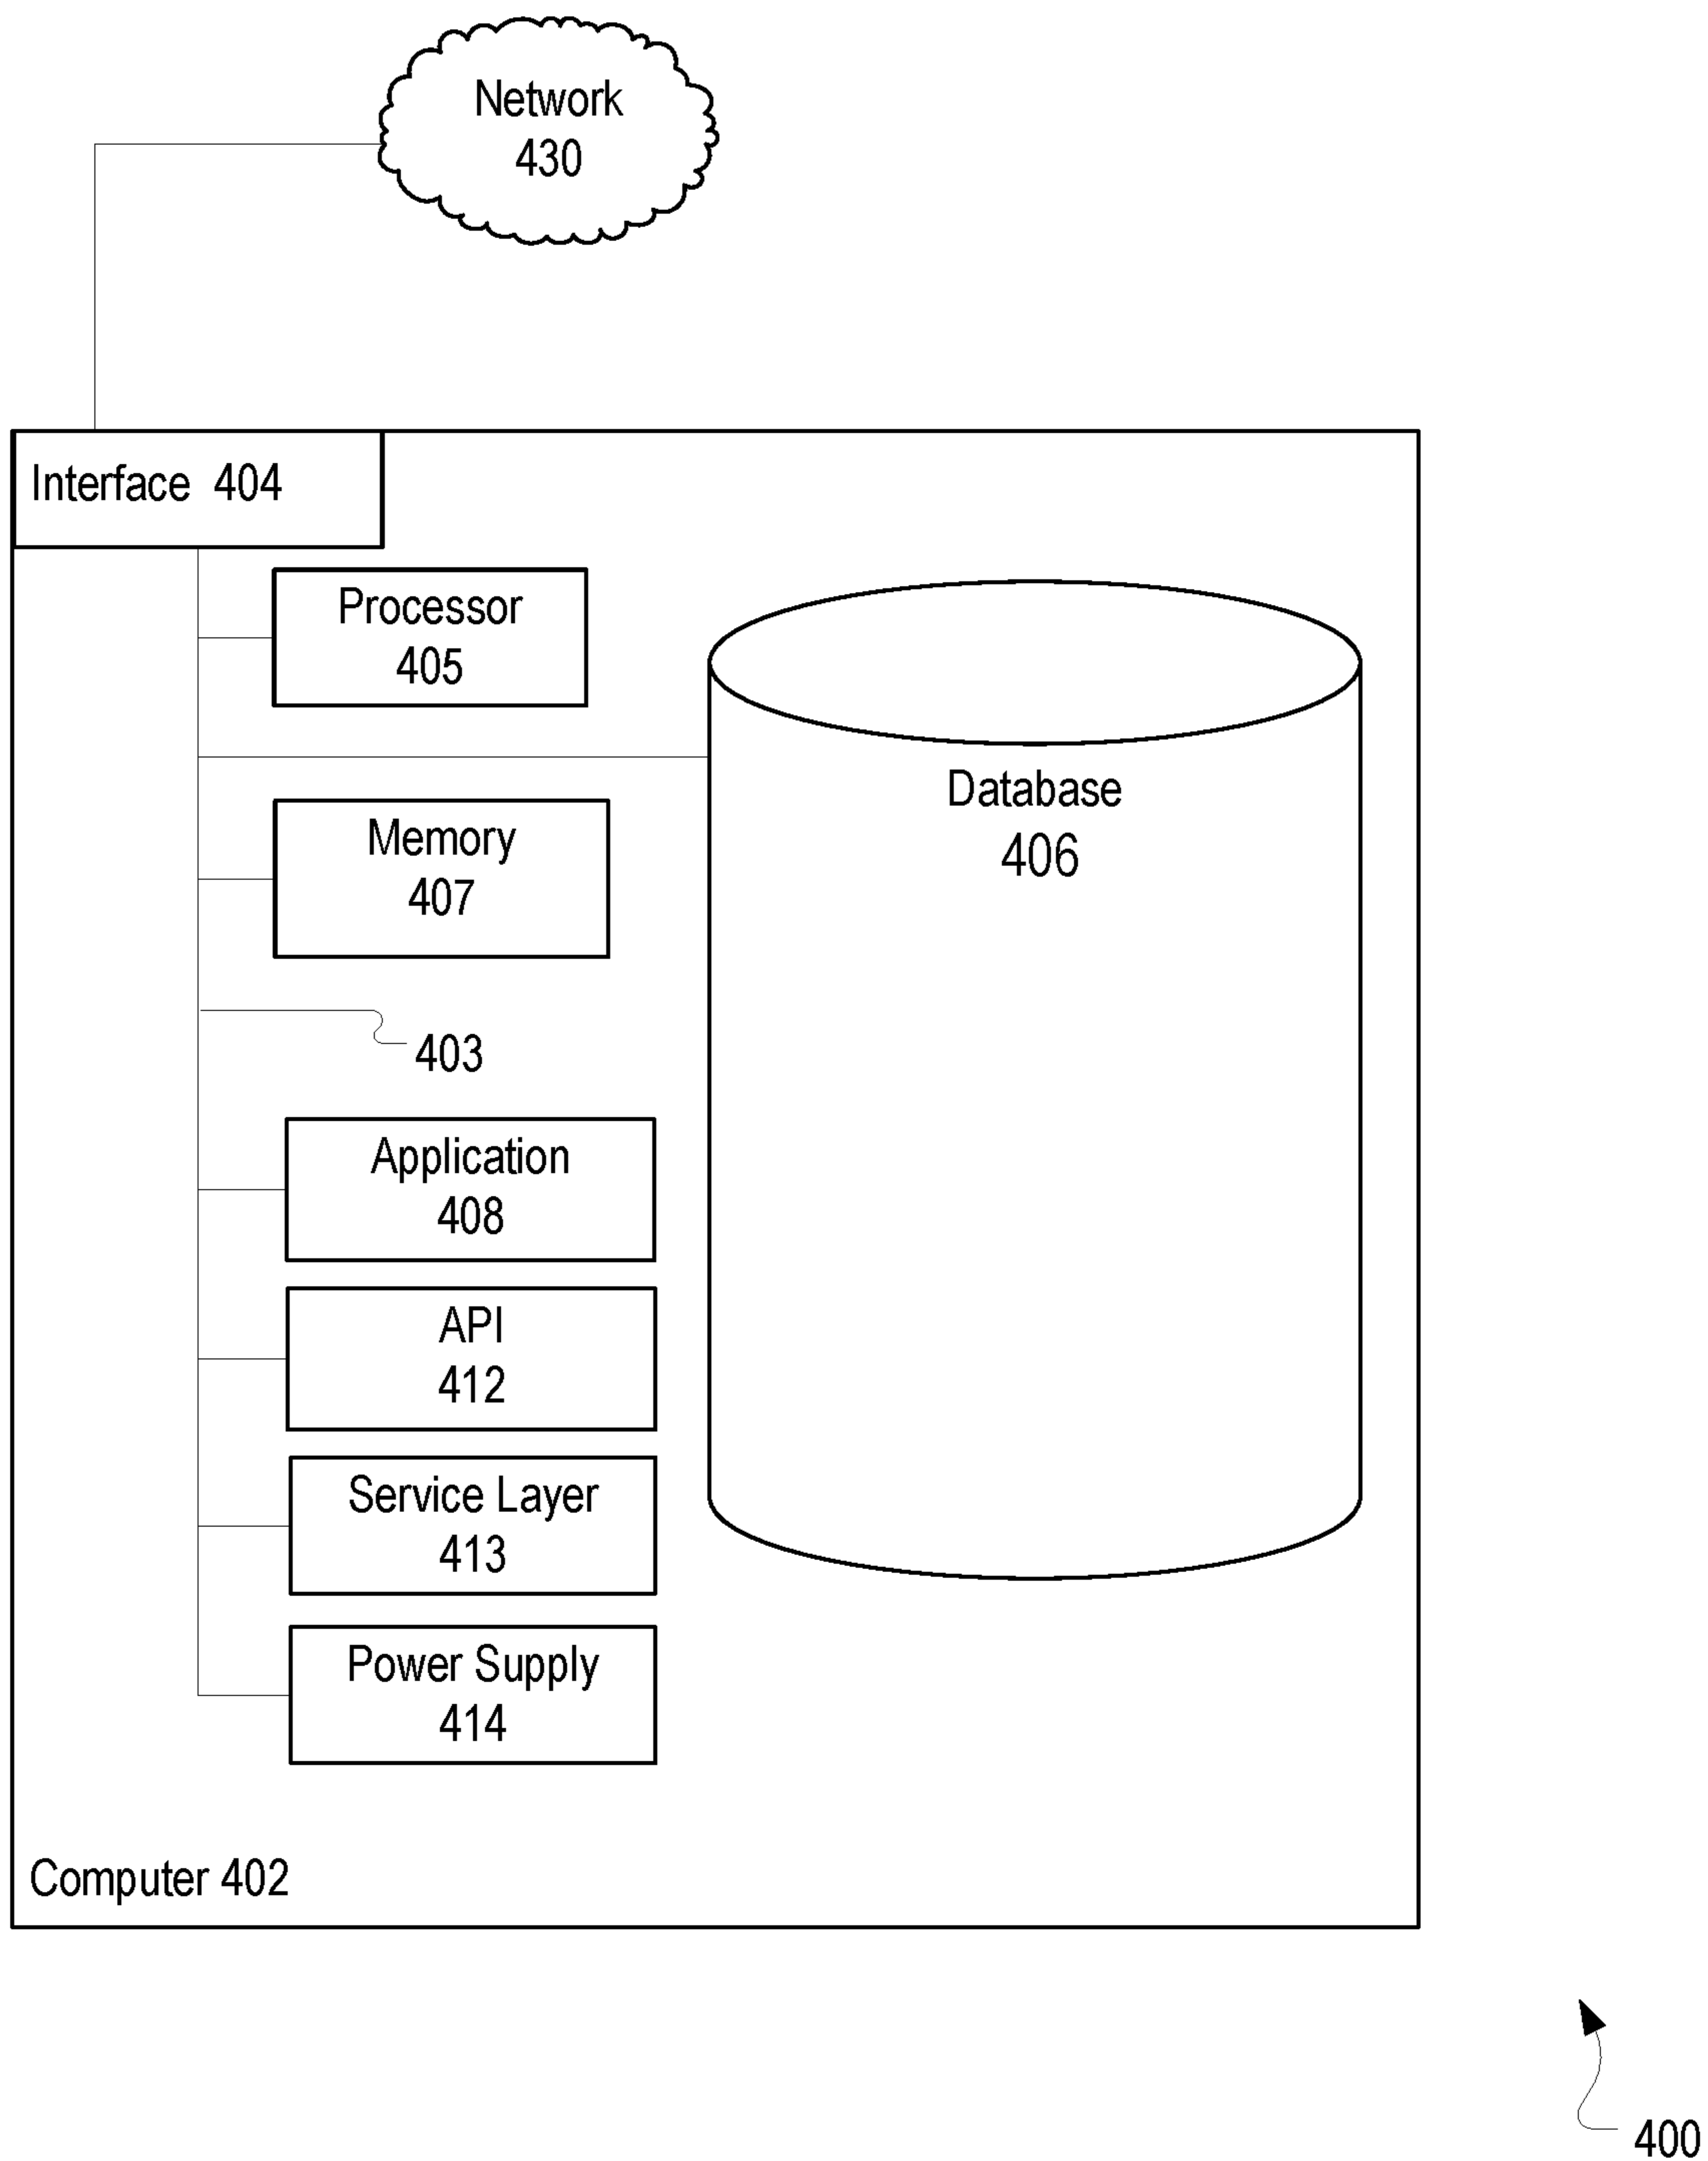 Network
430
Interface 404
Processor
405
Database
406
Memory
407
403
Application
408
API
412
Service Layer
413
Power Supply
414
Computer 402
400